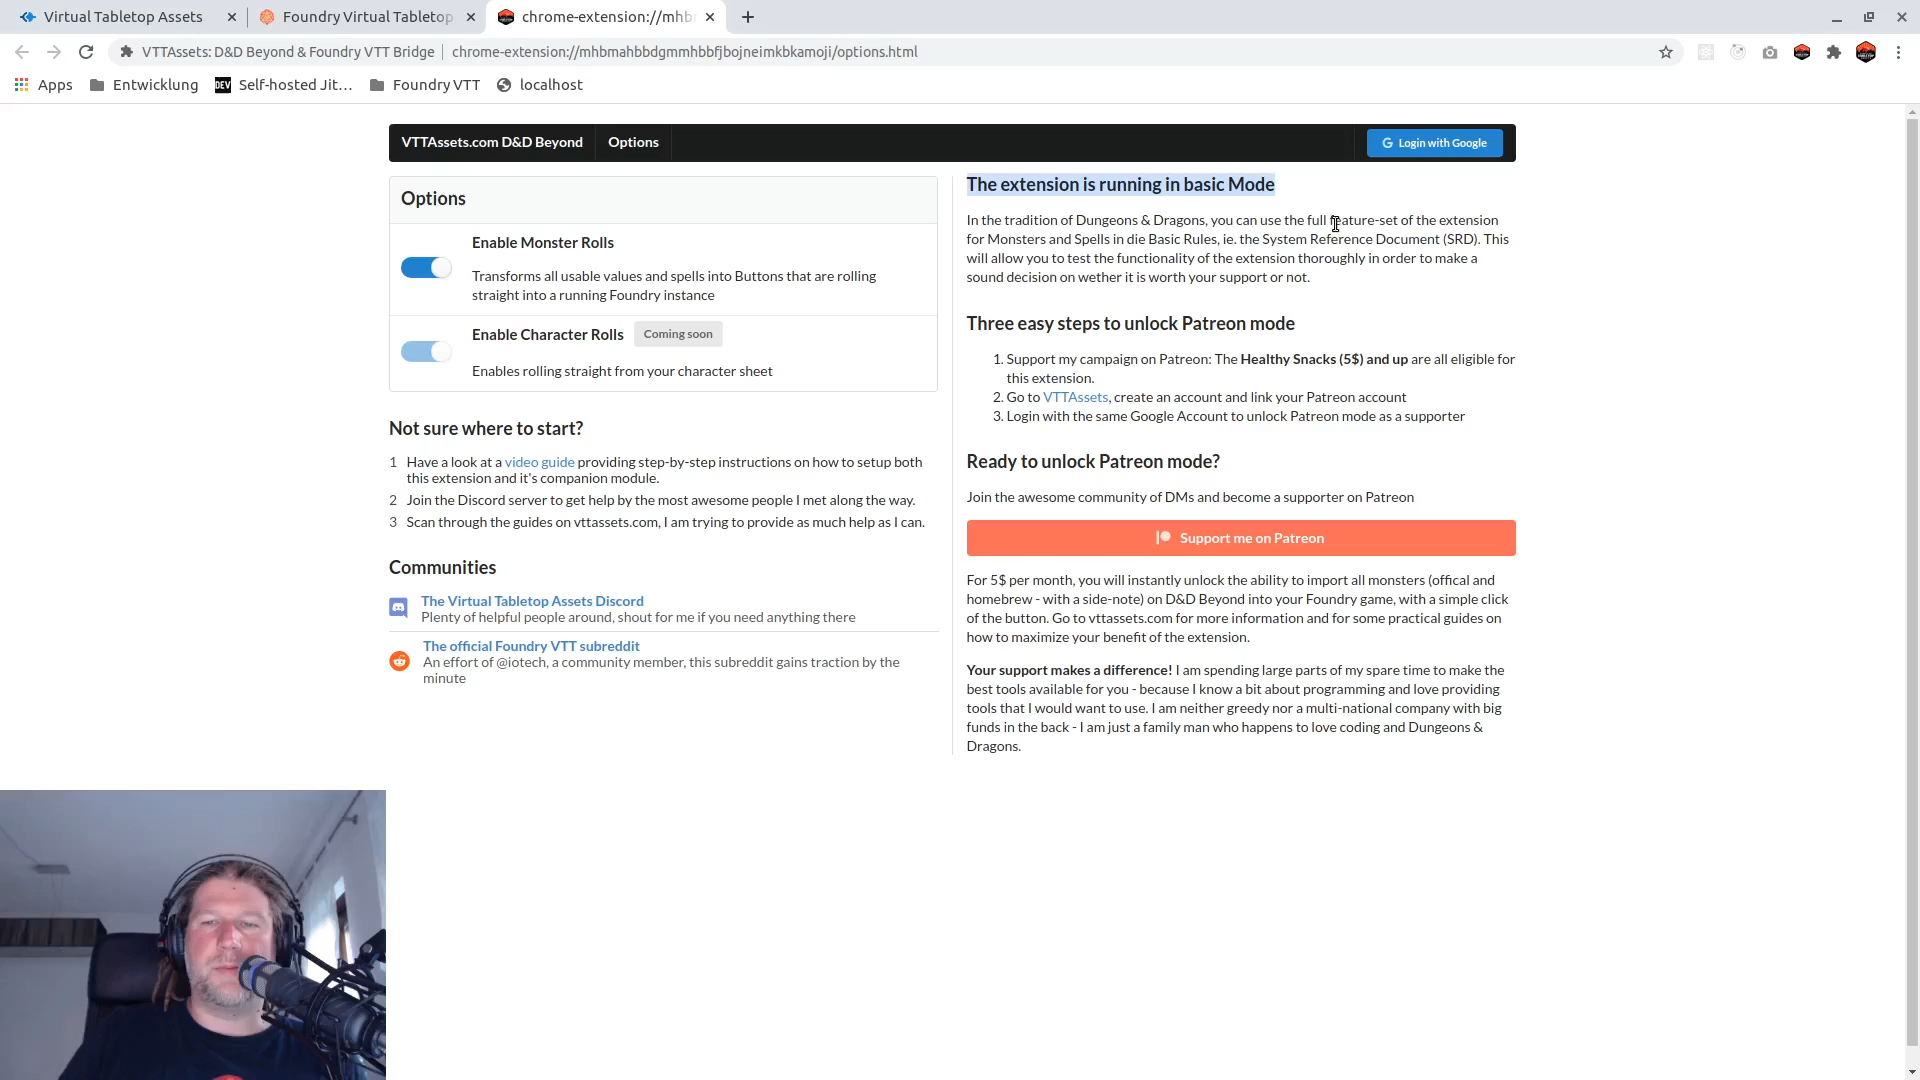 Virtual Tabletop Assets
Foundry Virtual Tabletop
chrome-extension://mhb
VTTAssets: D&D Beyond & Foundry VTT Bridge
chrome-extension://mhbmahbbdgmmhbbfjbojneimkbkamoji/options.html
Apps
Entwicklung
DEV
Self-hosted Jit...
Foundry VTT
localhost
VTTAssets.com D&D Beyond
Options
Login with Google
Options
Enable Monster Rolls
Transforms all usable values and spells into Buttons that are rolling
straight into a running Foundry instance
Enable Character Rolls
Coming soon
Enables rolling straight from your character sheet
Not sure where to start?
1 Have a look at a video guide providing step-by-step instructions on how to setup both
this extension and it's companion module.
2 Join the Discord server to get help by the most awesome people I met along the way.
3 Scan through the guides on vttassets.com, I am trying to provide as much help as I can.
Communities
The Virtual Tabletop Assets Discord
Plenty of helpful people around, shout for me if you need anything there
The official Foundry VTT subreddit
An effort of @iotech, a community member, this subreddit gains traction by the
minute
The extension is running in basic Mode
In the tradition of Dungeons & Dragons, you can use the full feature-set of the extension
for Monsters and Spells in die Basic Rules, ie. the System Reference Document (SRD). This
will allow you to test the functionality of the extension thoroughly in order to make a
sound decision on wether it is worth your support or not.
Three easy steps to unlock Patreon mode
1. Support my campaign on Patreon: The Healthy Snacks (5$) and up are all eligible for
this extension.
2. Go to VTTAssets, create an account and link your Patreon account
3. Login with the same Google Account to unlock Patreon mode as a supporter
Ready to unlock Patreon mode?
Join the awesome community of DMs and become a supporter on Patreon
Support me on Patreon
For 5$ per month, you will instantly unlock the ability to import all monsters (offical and
homebrew - with a side-note) on D&D Beyond into your Foundry game, with a simple click
of the button. Go to vttassets.com for more information and for some practical guides on
how to maximize your benefit of the extension.
Your support makes a difference! I am spending large parts of my spare time to make the
best tools available for you - because I know a bit about programming and love providing
tools that I would want to use. I am neither greedy nor a multi-national company with big
funds in the back - I am just a family man who happens to love coding and Dungeons &
Dragons.